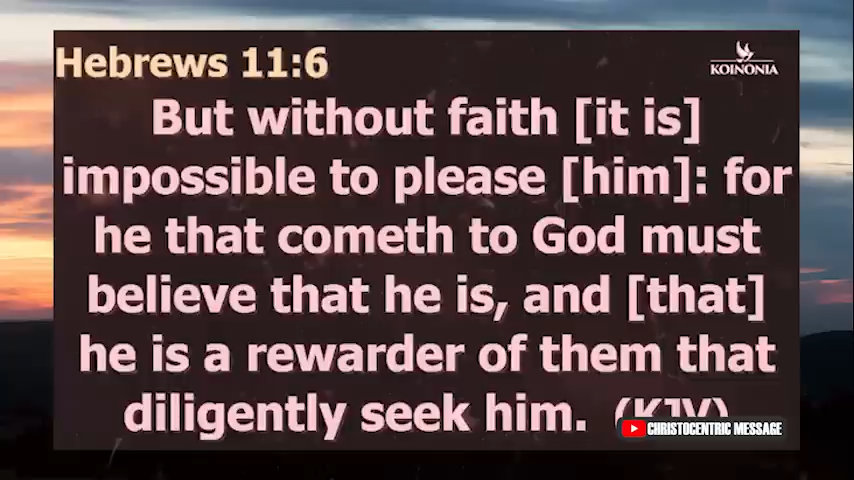 Hebrews 11:6
KOINONIA
But without faith [it is]
impossible to please [him]: for
he that cometh to God must
believe that he is, and [that]
he is a rewarder of them that
diligently seek him. (KJV)
CHRISTOCENTRIC MESSAGE